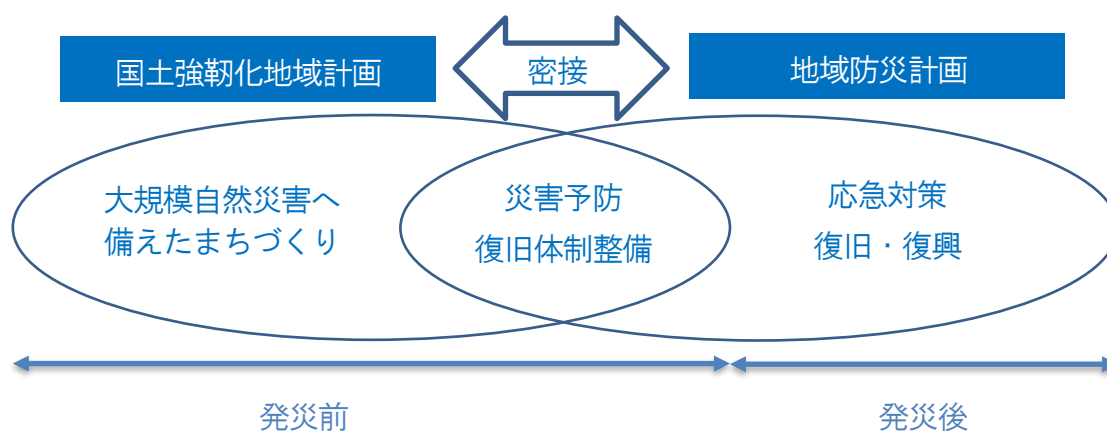 国土強靭化地域計画
密接
地域防災計画
大規模自然災害へ
備えたまちづくり
災害予防
復旧体制整備
応急対策
復旧・復興
発災前
発災後